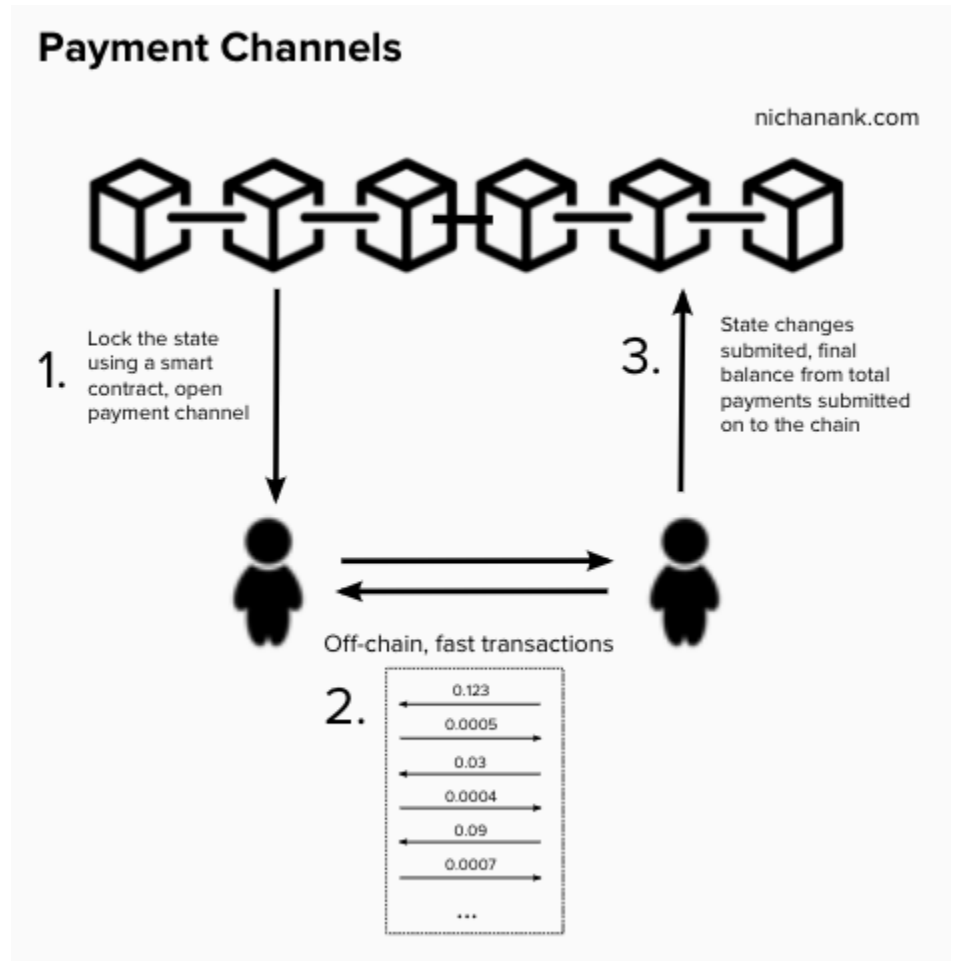 Payment Channels
nichanank.com
1.
Lock the state
using a smart
contract, open
payment channel
3.
State changes
submited, final
balance from total
payments submitted
on to the chain
Off-chain, fast transactions
2.
0.123
0.0005
0.03
0.0004
0.09
0.0007
...